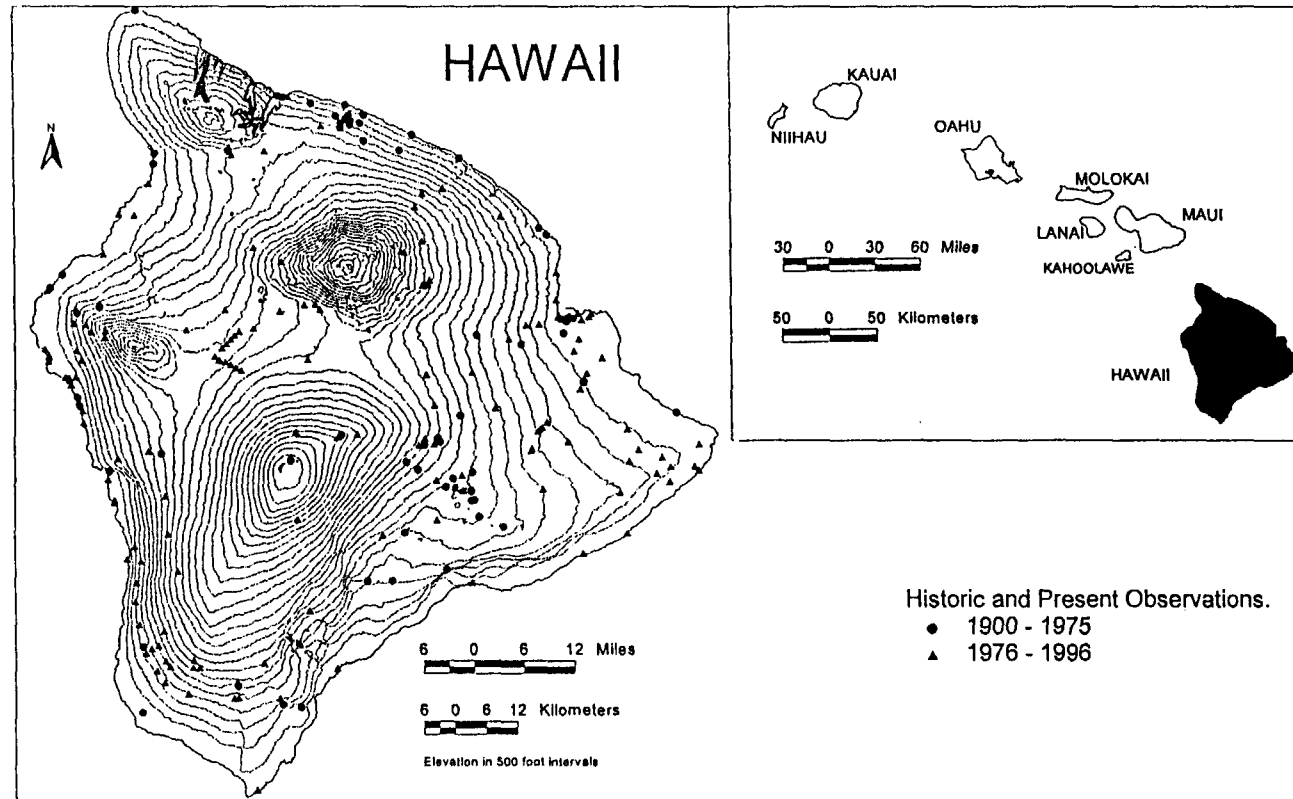 HAWAII
N
6 0 6 12 Miles
6 0 6 12 Kilometers
Elevation in 500 foot intervals
KAUAI
NIIHAU
OAHU
MOLOKAI
MAUI
LANAI
KAHOOLAWE
30 0 30 60 Miles
50 0 50 Kilometers
HAWAII
Historic and Present Observations.
1900 - 1975
1976 - 1996